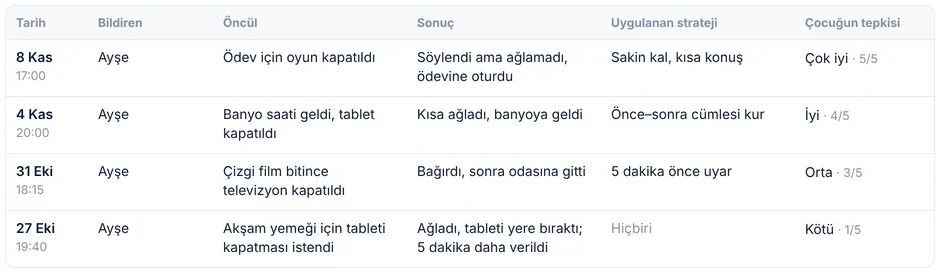 Tarih Bildiren Öncül Sonuç Uygulanan strateji Çocuğun tepkisi
8 Kas Ayşe Ödev için oyun kapatıldı Söylendi ama ağlamadı, Sakin kal, kısa konuş Çok iyi · 5/5
17:00 ödevine oturdu
4 Kas Ayşe Banyo saati geldi, tablet Kısa ağladı, banyoya geldi Önce–sonra cümlesi kur İyi · 4/5
20:00 kapatıldı
31 Eki Ayşe Çizgi film bitince Bağırdı, sonra odasına gitti 5 dakika önce uyar Orta · 3/5
18:15 televizyon kapatıldı
27 Eki Ayşe Akşam yemeği için tableti Ağladı, tableti yere bıraktı; Hiçbiri Kötü · 1/5
19:40 kapatması istendi 5 dakika daha verildi